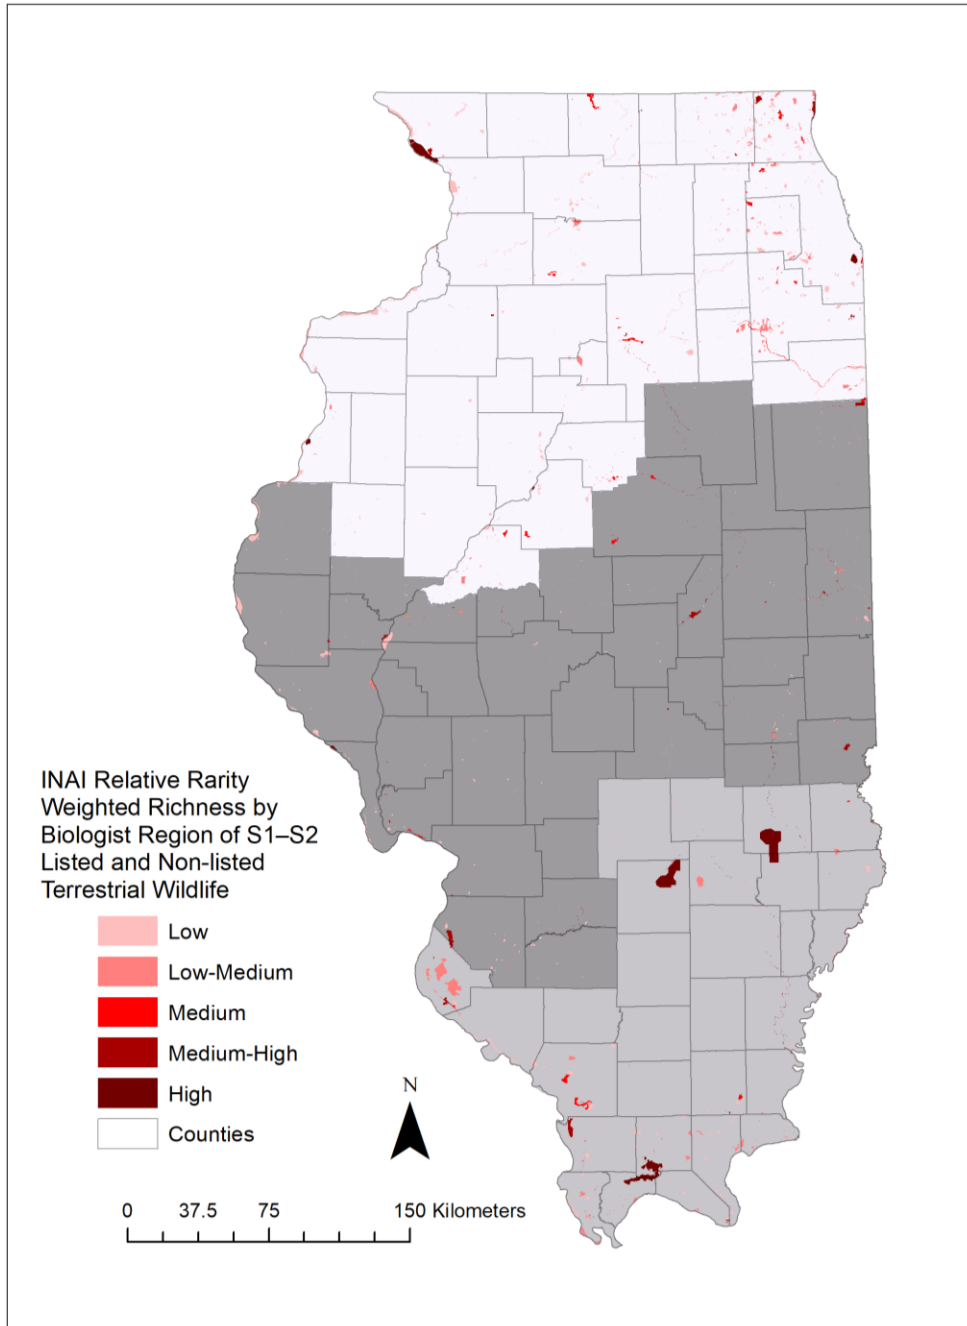 INAI Relative Rarity
Weighted Richness by
Biologist Region of S1–S2
Listed and Non-listed
Terrestrial Wildlife
Low
Low-Medium
Medium
Medium-High
High
Counties
N
0 37.5 75 150 Kilometers